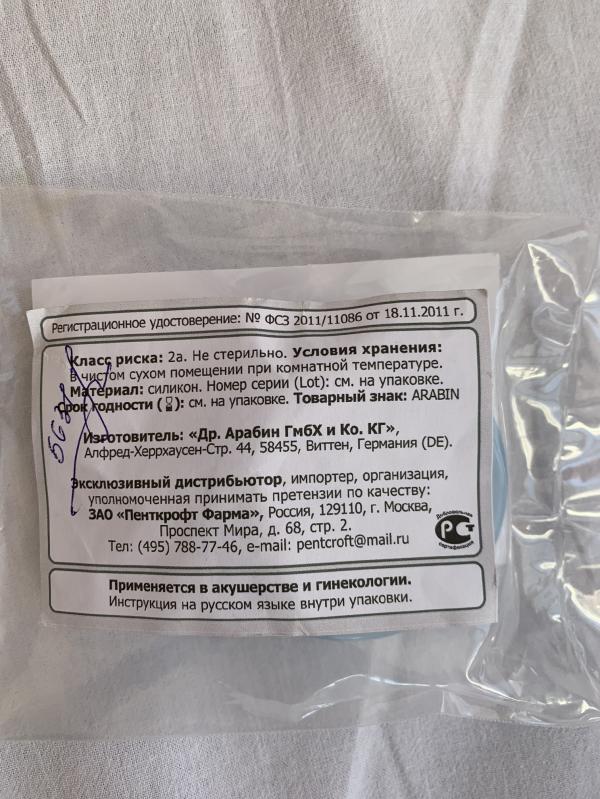 Регистрационное удостоверение: № ФСЗ 2011/11086 от 18.11.2011 г.
Класс риска: 2а. Не стерильно. Условия хранения:
в чистом сухом помещении при комнатной температуре.
Материал: силикон. Номер серии (Lot): см. на упаковке.
Срок годности (⌛): см. на упаковке. Товарный знак: ARABIN
Изготовитель: «Др. Арабин ГмбХ и Ко. КГ»,
Алфред-Херрхаусен-Стр. 44, 58455, Виттен, Германия (DE).
Эксклюзивный дистрибьютор, импортер, организация,
уполномоченная принимать претензии по качеству:
ЗАО «Пенткрофт Фарма», Россия, 129110, г. Москва,
Проспект Мира, д. 68, стр. 2.
Тел: (495) 788-77-46, e-mail: pentcroft@mail.ru
Добровольная
РСТ
сертификация
Применяется в акушерстве и гинекологии.
Инструкция на русском языке внутри упаковки.